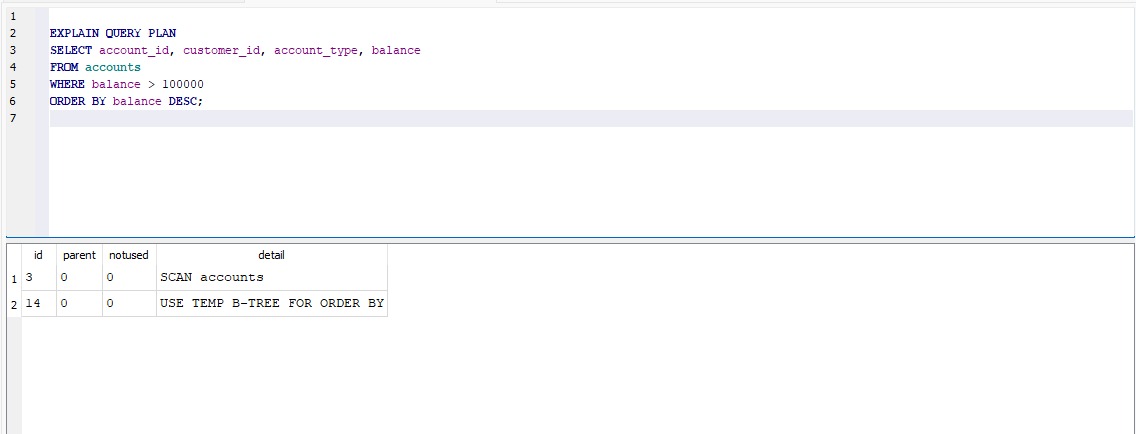 1
2 EXPLAIN QUERY PLAN
3 SELECT account_id, customer_id, account_type, balance
4 FROM accounts
5 WHERE balance > 100000
6 ORDER BY balance DESC;
7
id parent notused detail
1 3 0 0 SCAN accounts
2 14 0 0 USE TEMP B-TREE FOR ORDER BY